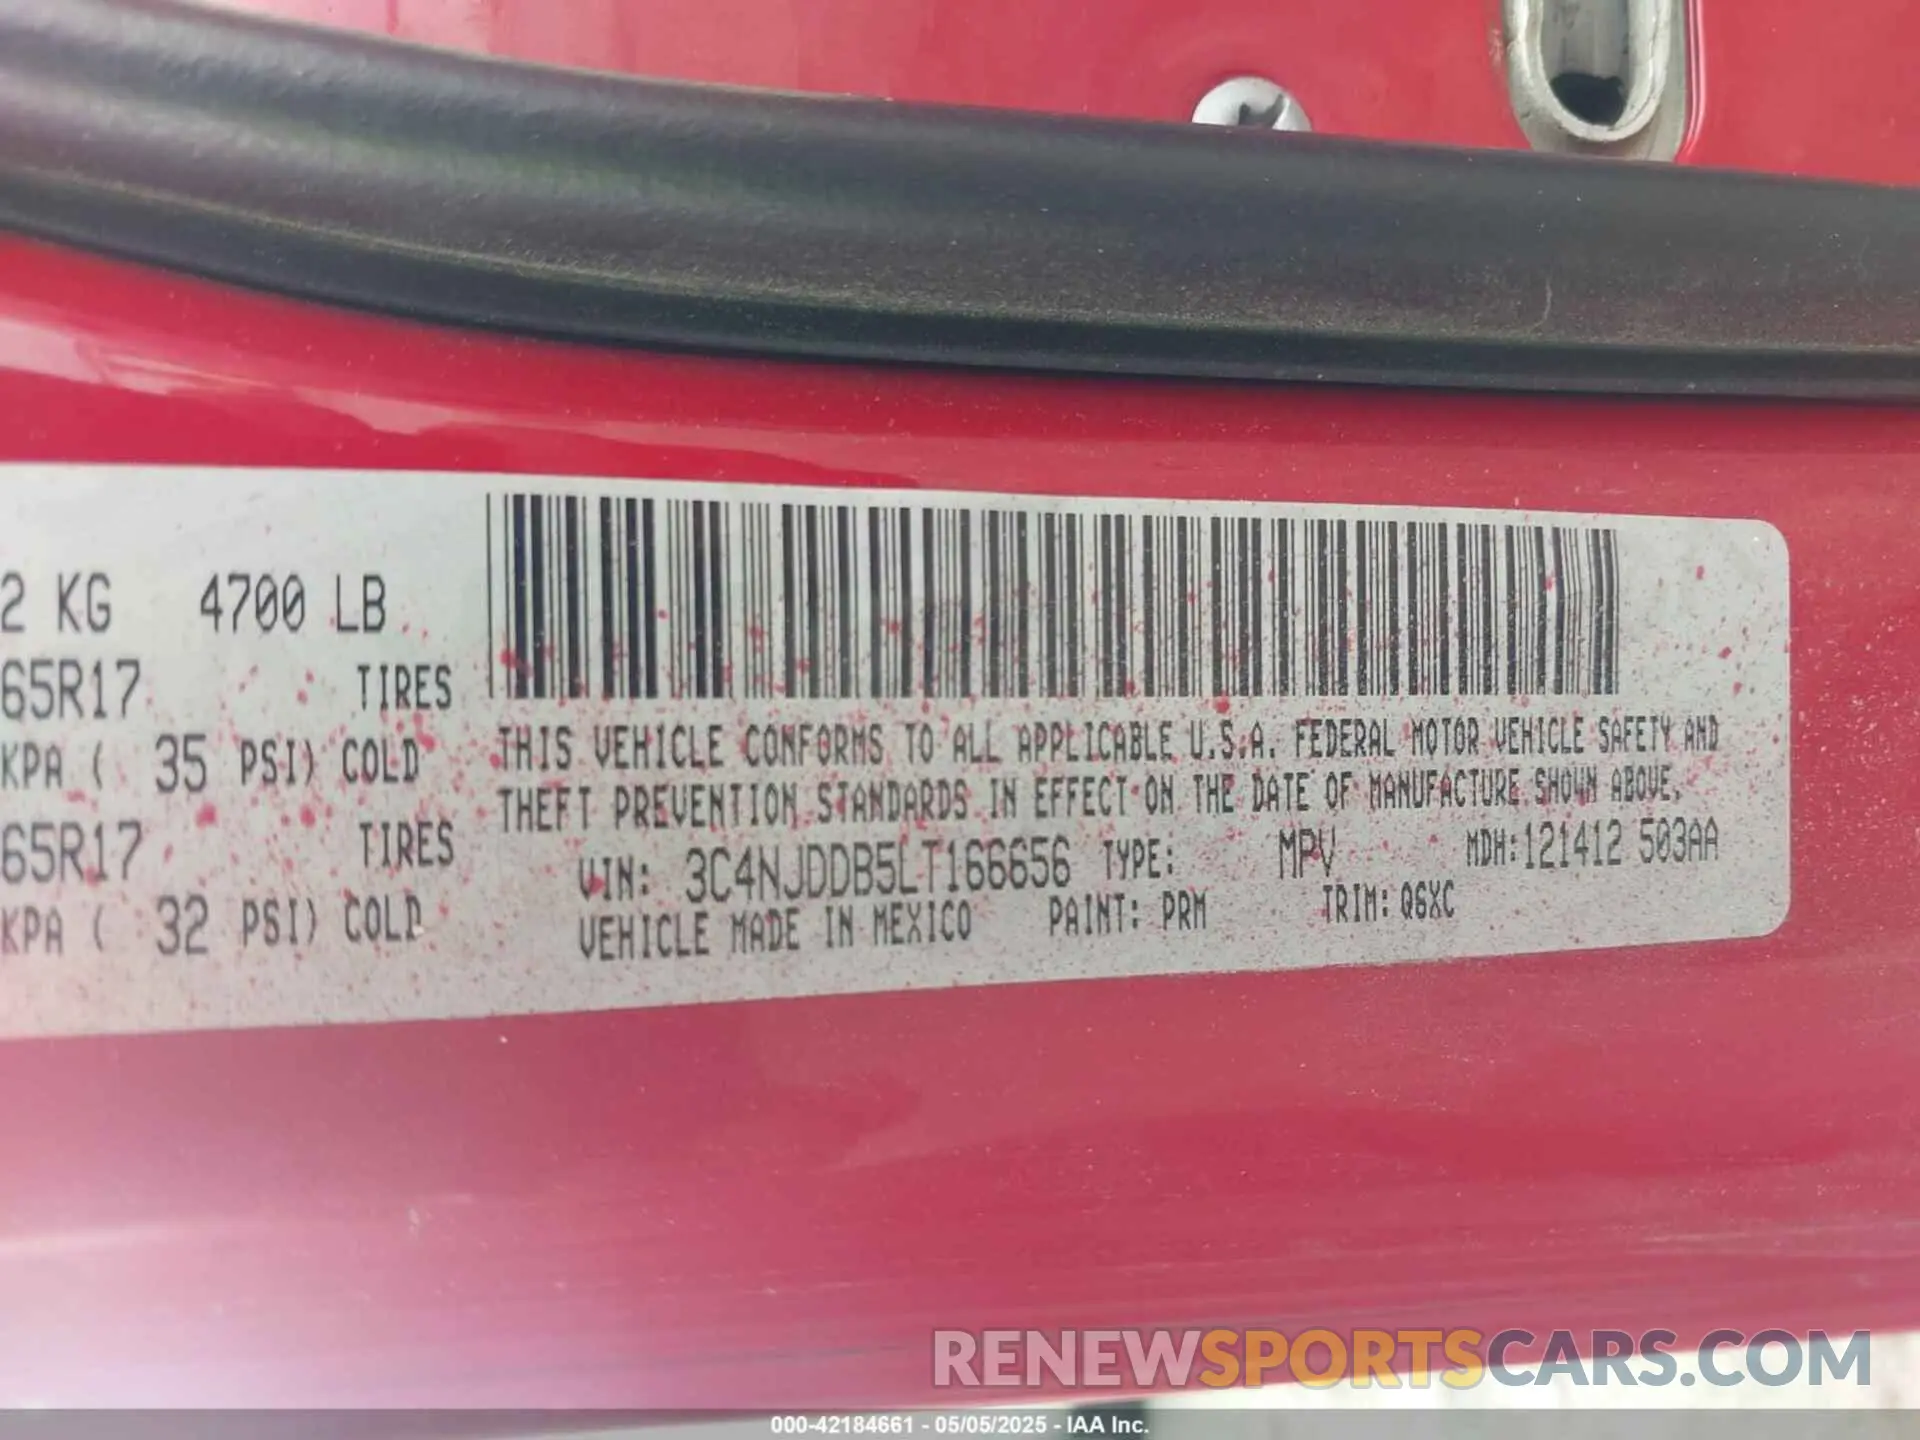 2 KG 4700 LB
65R17 TIRES
KPA ( 35 PSI) COLD
65R17 TIRES
KPA ( 32 PSI) COLD
THIS VEHICLE CONFORMS TO ALL APPLICABLE U.S.A. FEDERAL MOTOR VEHICLE SAFETY AND
THEFT PREVENTION STANDARDS IN EFFECT ON THE DATE OF MANUFACTURE SHOWN ABOVE.
VIN: 3C4NJDDB5LT166656 TYPE: MPV MDH:121412 503AA
VEHICLE MADE IN MEXICO PAINT: PRM TRIM: Q6XC
RENEWSPORTSCARS.COM
000-42184661 - 05/05/2025 - IAA Inc.